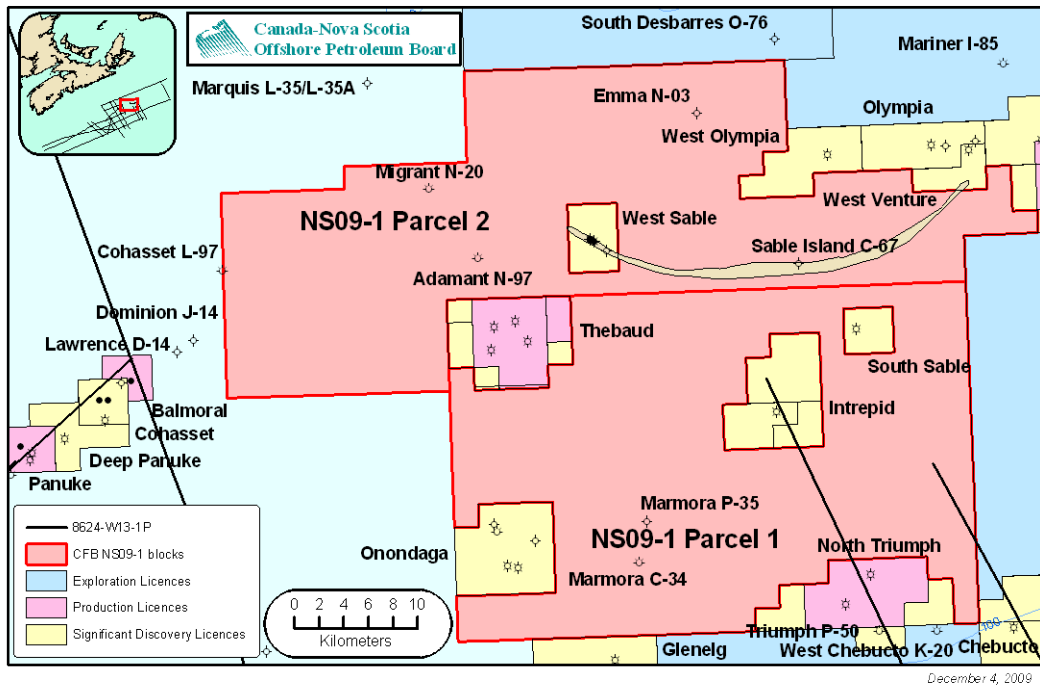 Canada-Nova Scotia
Offshore Petroleum Board
South Desbarres O-76
Mariner I-85
Marquis L-35/L-35A
Emma N-03
Olympia
West Olympia
Migrant N-20
NS09-1 Parcel 2
West Sable
West Venture
Cohasset L-97
Sable Island C-67
Adamant N-97
Dominion J-14
Thebaud
Lawrence D-14
South Sable
Balmoral
Intrepid
Cohasset
Deep Panuke
Panuke
Marmora P-35
8624-W13-1P
NS09-1 Parcel 1
CFB NS09-1 blocks
Onondaga
North Triumph
Exploration Licences
Marmora C-34
Production Licences
0 2 4 6 8 10
Kilometers
Significant Discovery Licences
100
Triumph P-50
West Chebucto K-20
Chebucto
Glenelg
December 4, 2009